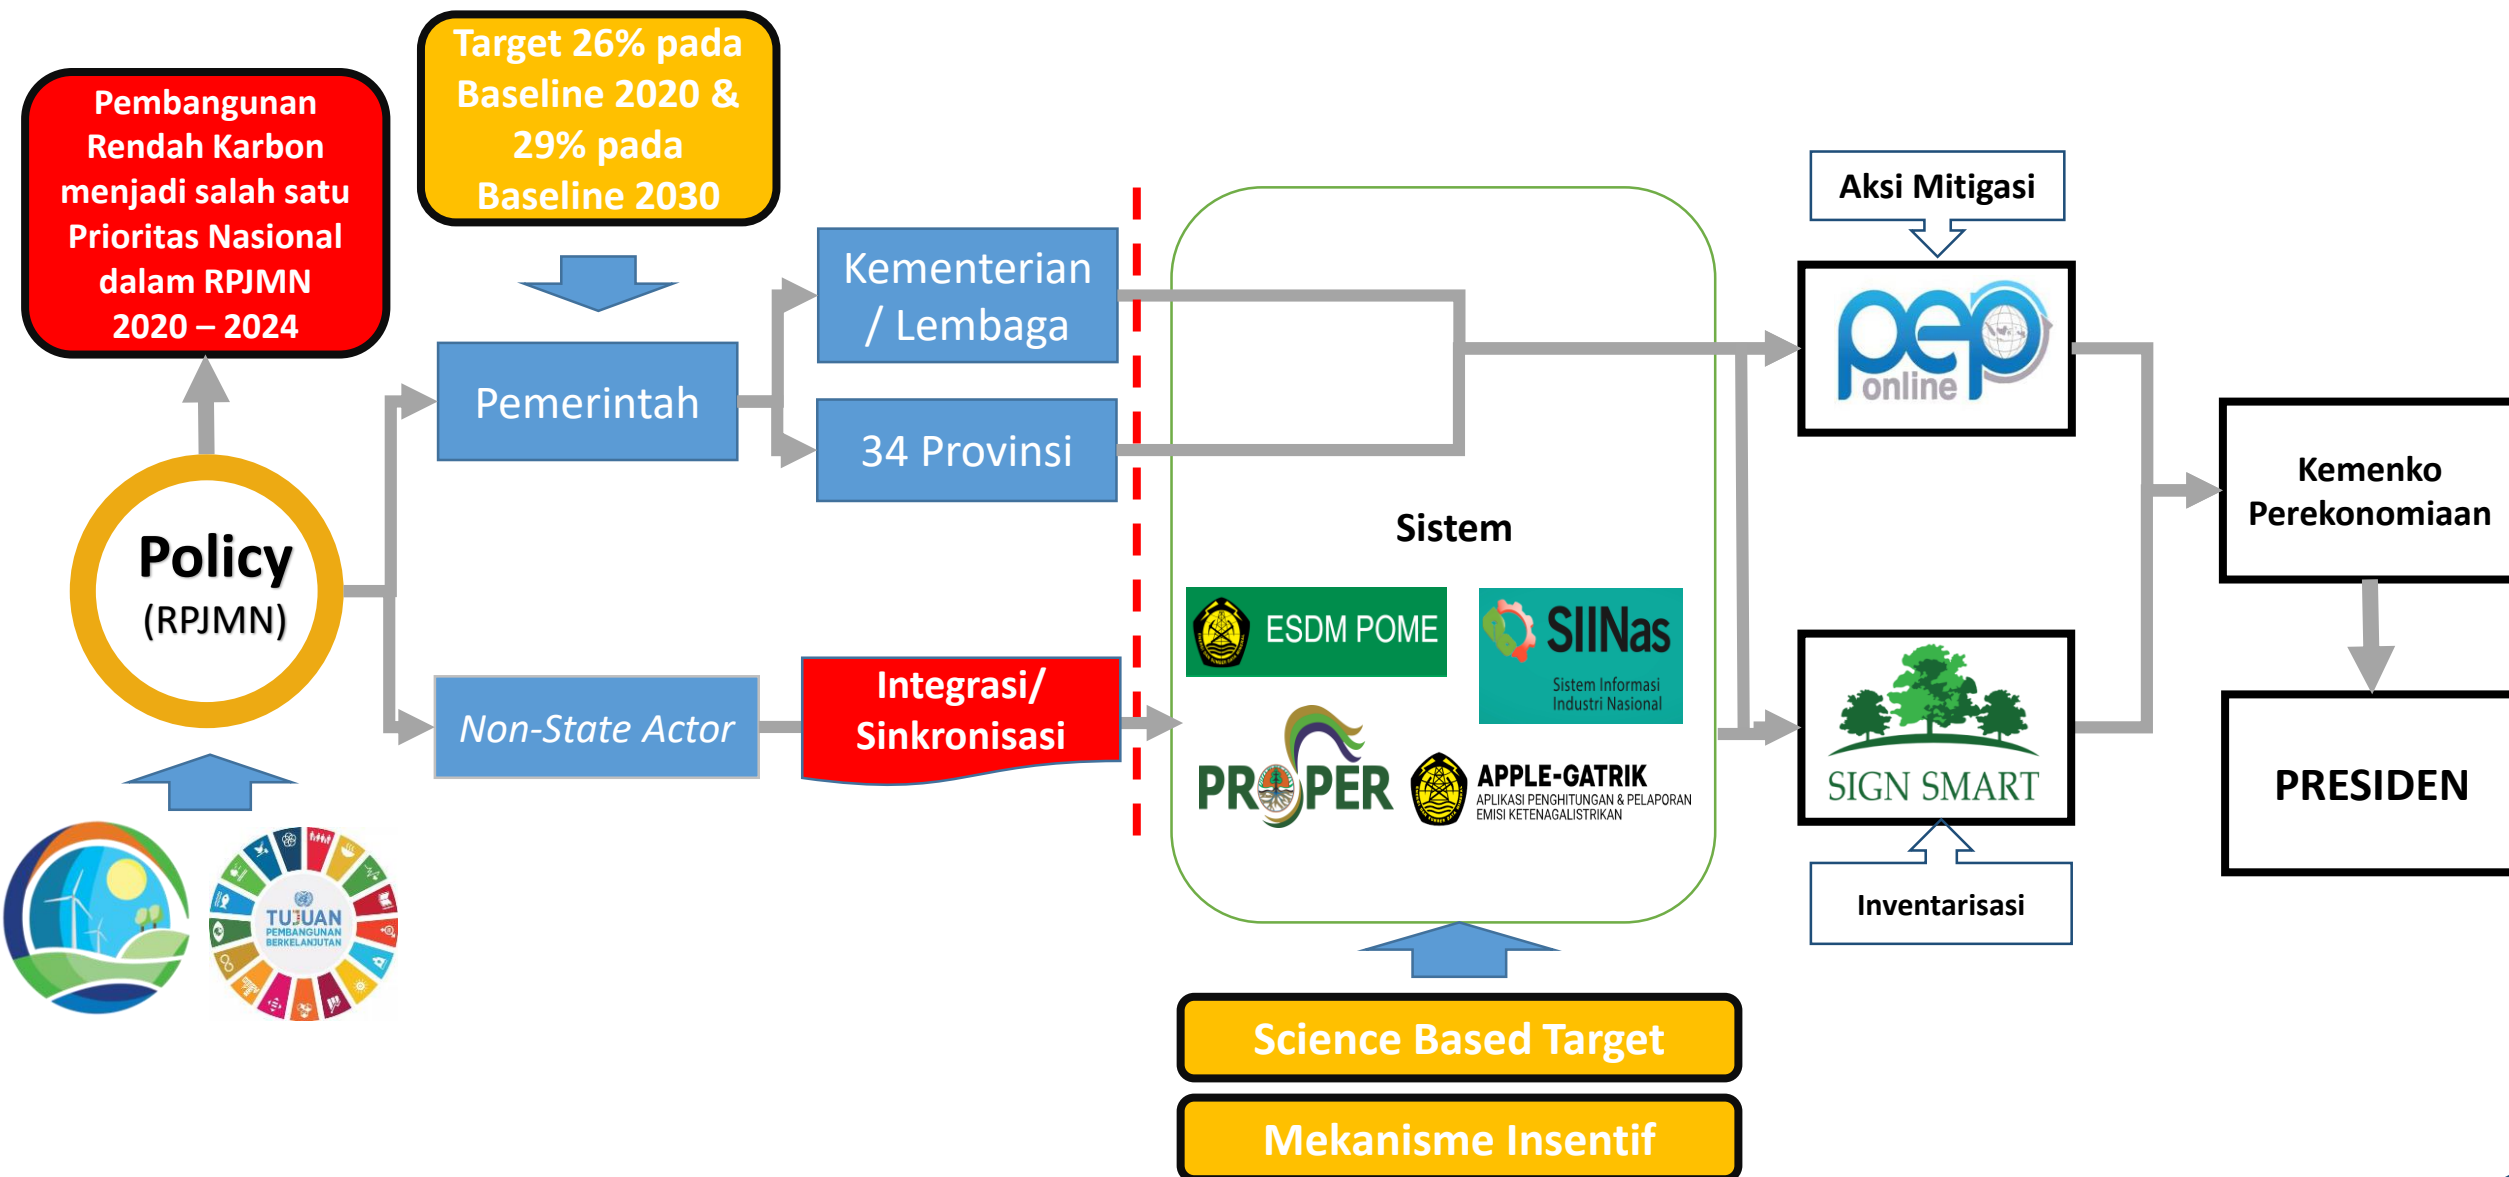 Pembangunan
Rendah Karbon
menjadi salah satu
Prioritas Nasional
dalam RPJMN
2020 – 2024
Target 26% pada
Baseline 2020 &
29% pada
Baseline 2030
Policy
(RPJMN)
TUJUAN
PEMBANGUNAN
BERKELANJUTAN
Pemerintah
Kementerian
/ Lembaga
34 Provinsi
Non-State Actor
Integrasi/
Sinkronisasi
Sistem
ESDM POME
SIINas
Sistem Informasi
Industri Nasional
PROPER
APPLE-GATRIK
APLIKASI PENGHITUNGAN & PELAPORAN
EMISI KETENAGALISTRIKAN
Science Based Target
Mekanisme Insentif
Aksi Mitigasi
pep
online
SIGN SMART
Inventarisasi
Kemenko
Perekonomiaan
PRESIDEN